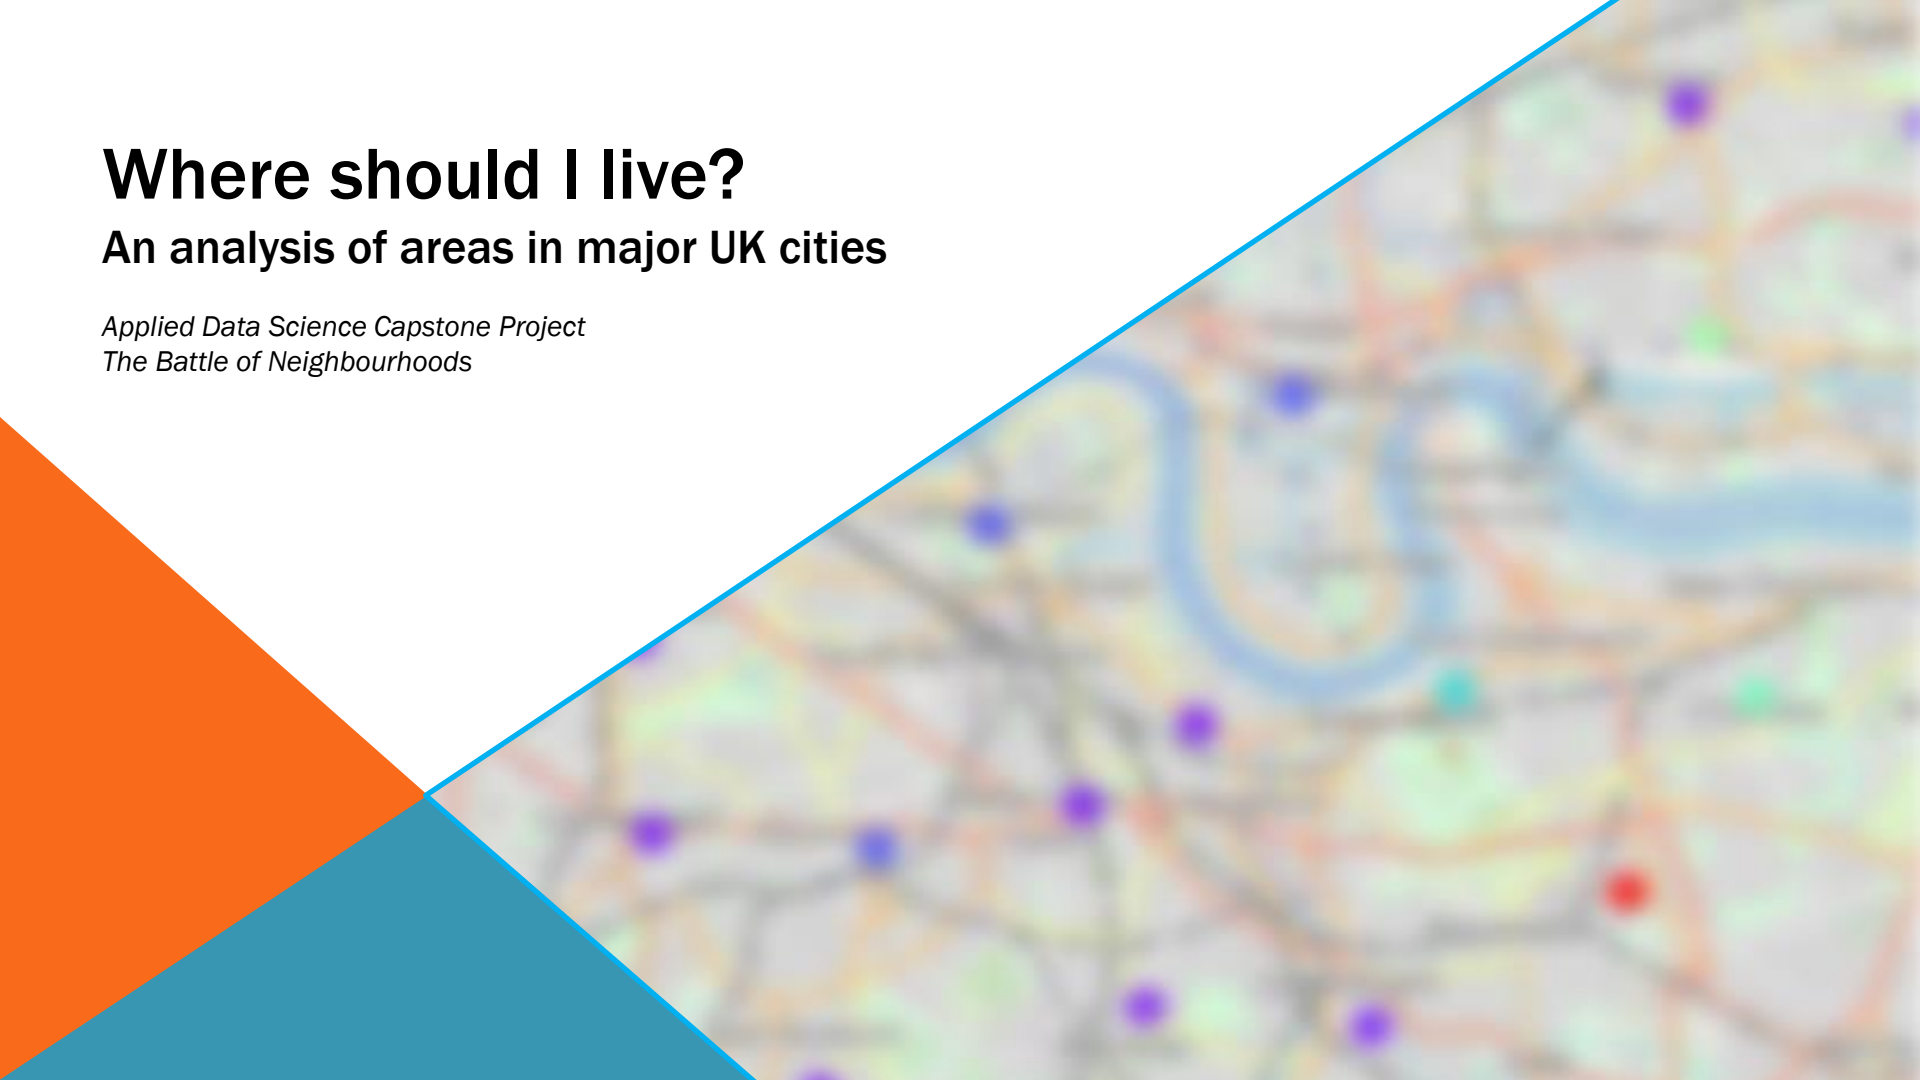 Where should I live?
An analysis of areas in major UK cities
Applied Data Science Capstone Project
The Battle of Neighbourhoods